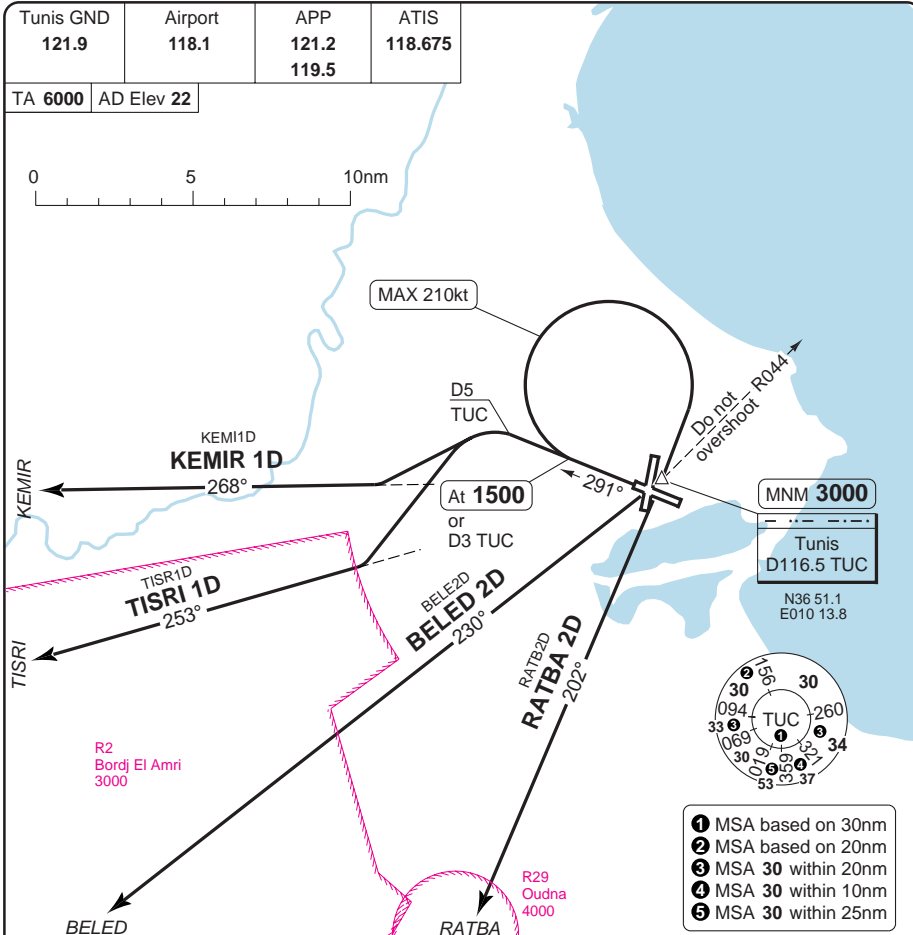 Tunis GND
121.9
Airport
118.1
APP
121.2
119.5
ATIS
118.675
TA 6000
AD Elev 22
0 5 10nm
MAX 210kt
D5
TUC
Do not
overshoot
R044
KEMI1D
KEMIR 1D
268°
KEMIR
At 1500
or
D3 TUC
291°
MNM 3000
Tunis
D116.5 TUC
N36 51.1
E010 13.8
TISR1D
TISRI 1D
253°
TISRI
BELE2D
BELED 2D
230°
RATB2D
RATBA 2D
202°
R2
Bordj El Amri
3000
R29
Oudna
4000
BELED
RATBA
2
156
30
30
094
TUC
260
33
3
1
3
069
34
30
019
359
321
5
4
53
37
1 MSA based on 30nm
2 MSA based on 20nm
3 MSA 30 within 20nm
4 MSA 30 within 10nm
5 MSA 30 within 25nm